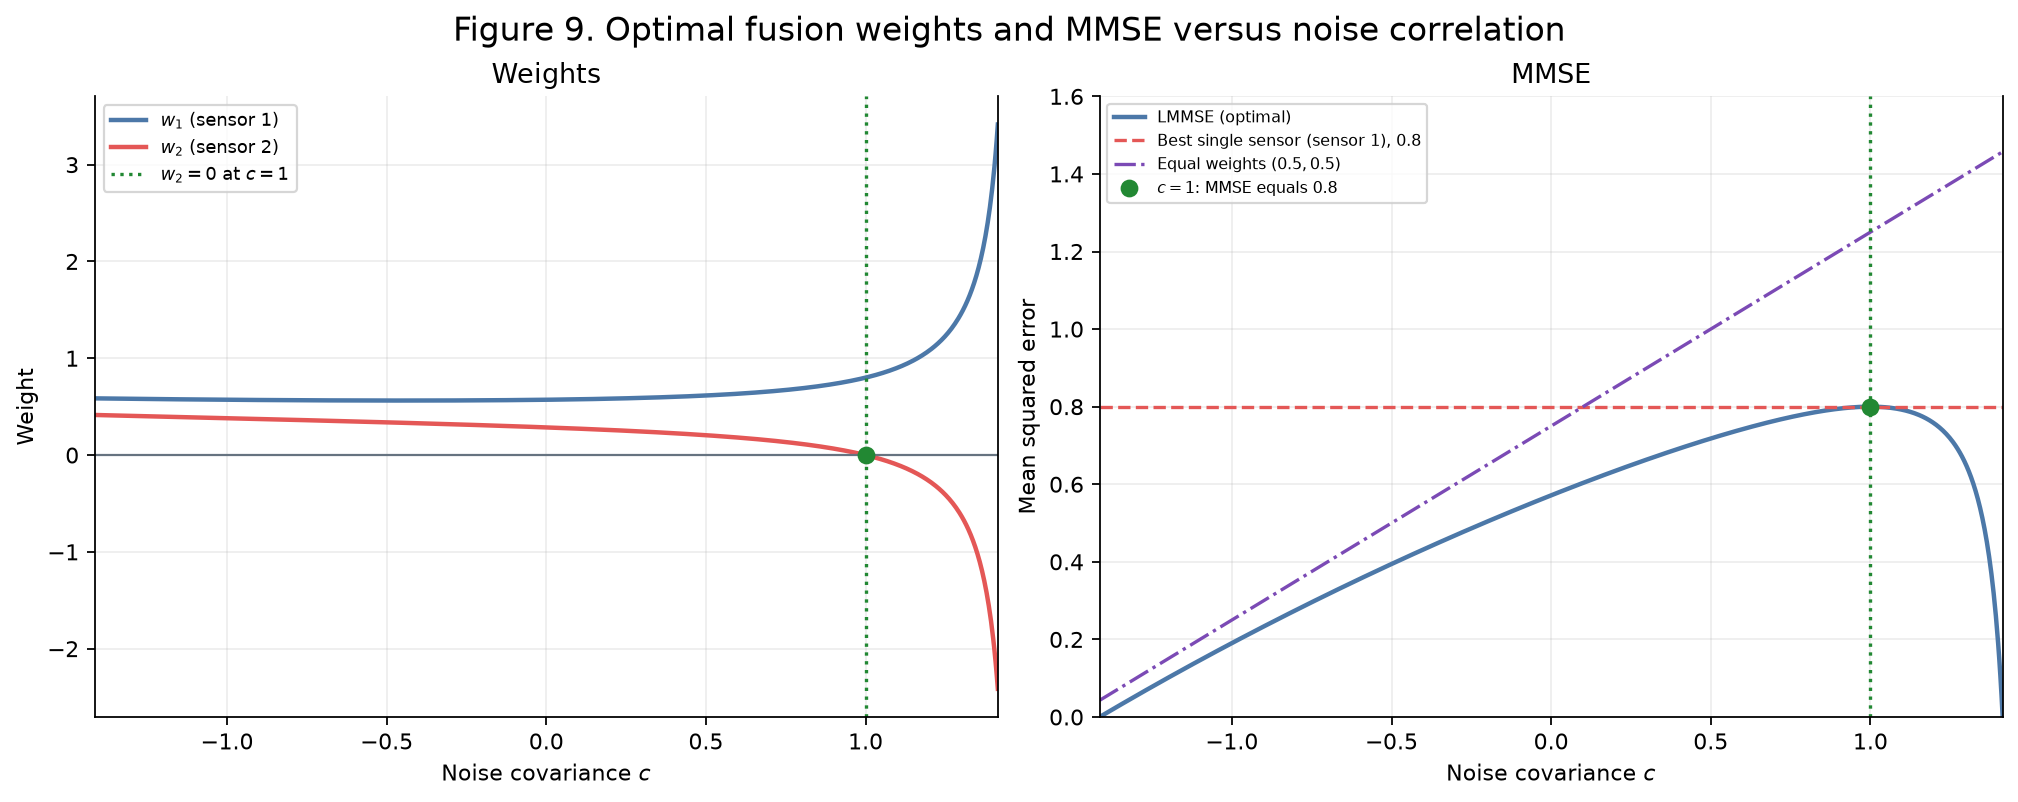 Figure 9. Optimal fusion weights and MMSE versus noise correlation
Weights
w₁ (sensor 1)
w₂ (sensor 2)
w₂ = 0 at c = 1
3
2
1
0
−1
−2
Weight
−1.0
−0.5
0.0
0.5
1.0
Noise covariance c
MMSE
LMMSE (optimal)
Best single sensor (sensor 1), 0.8
Equal weights (0.5, 0.5)
c = 1: MMSE equals 0.8
1.6
1.4
1.2
1.0
0.8
0.6
0.4
0.2
0.0
Mean squared error
−1.0
−0.5
0.0
0.5
1.0
Noise covariance c